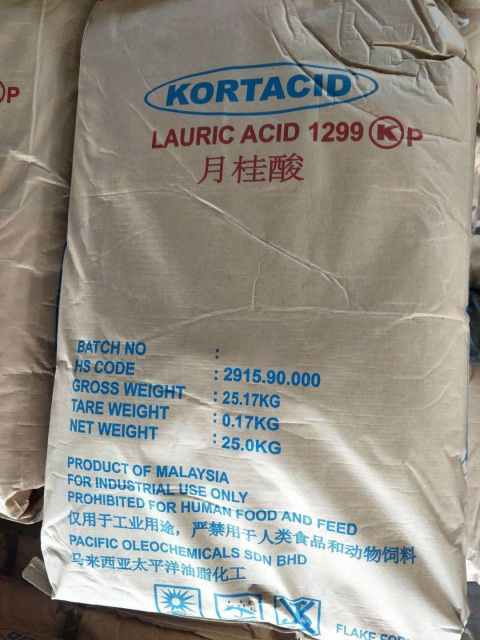 KORTACID
LAURIC ACID 1299 Ⓚ P
月桂酸
P
BATCH NO :
HS CODE : 2915.90.000
GROSS WEIGHT : 25.17KG
TARE WEIGHT : 0.17KG
NET WEIGHT : 25.0KG
PRODUCT OF MALAYSIA
FOR INDUSTRIAL USE ONLY
PROHIBITED FOR HUMAN FOOD AND FEED
仅用于工业用途，严禁用于人类食品和动物饲料
PACIFIC OLEOCHEMICALS SDN BHD
马来西亚太平洋油脂化工
FLAKE